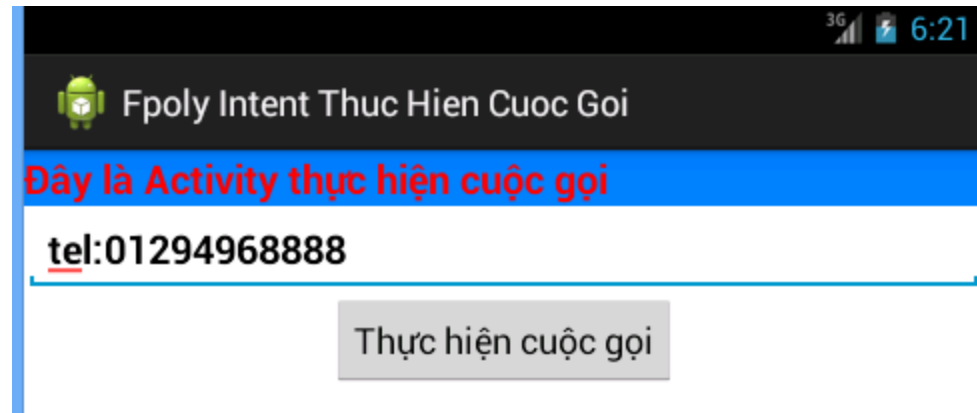 3G 6:21
Fpoly Intent Thuc Hien Cuoc Goi
Đây là Activity thực hiện cuộc gọi
tel:01294968888
Thực hiện cuộc gọi